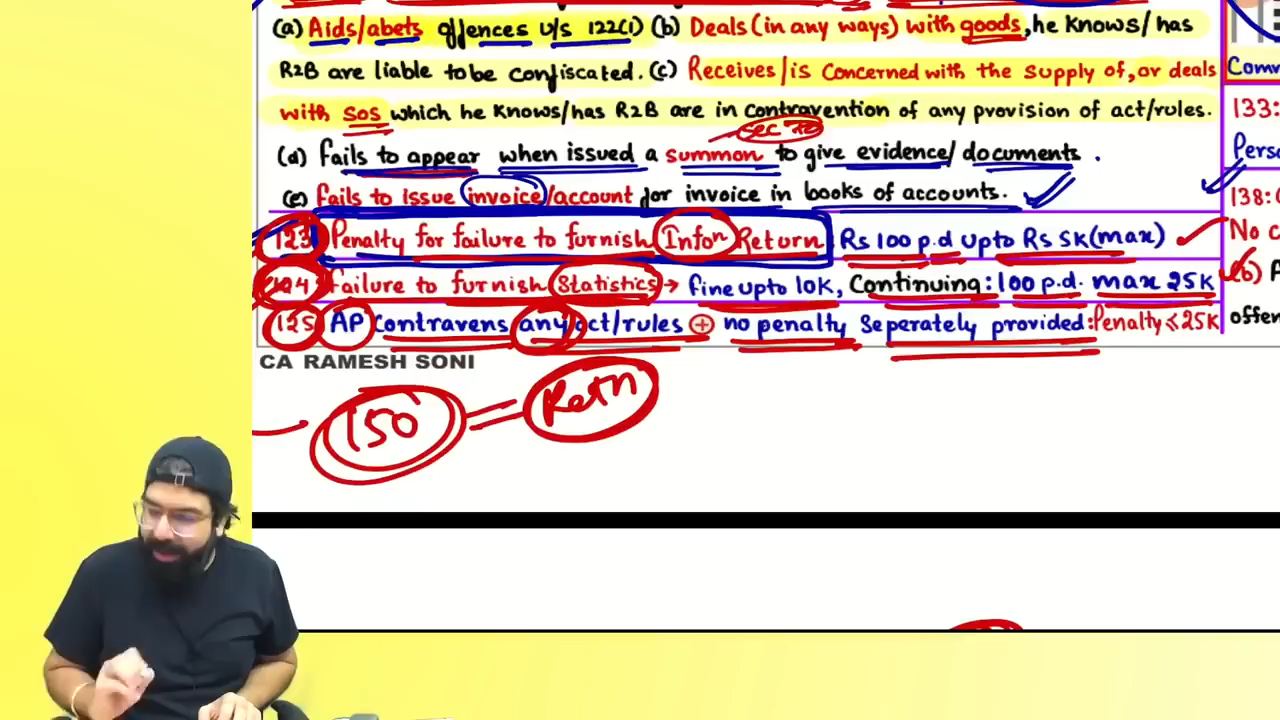 (a) Aids/abets offences u/s 122(1) (b) Deals (in any ways) with goods, he knows/has
R2B are liable to be confiscated. (c) Receives/is concerned with the supply of, or deals
with SOS which he knows/has R2B are in contravention of any provision of act/rules.
sec 70
(d) fails to appear when issued a summon to give evidence/documents.
(e) Fails to issue invoice/account for invoice in books of accounts.
123 Penalty for failure to furnish Infoⁿ Return Rs 100 p.d upto Rs 5K (max)
124 Failure to furnish Statistics → fine upto 10K, Continuing: 100 p.d. max 25K
125 AP contravens any act/rules ⊕ no penalty seperately provided: Penalty ≤ 25K
CA RAMESH SONI
150 = Retn
Comm
133:
Perso
138:
No c
(b)
offen